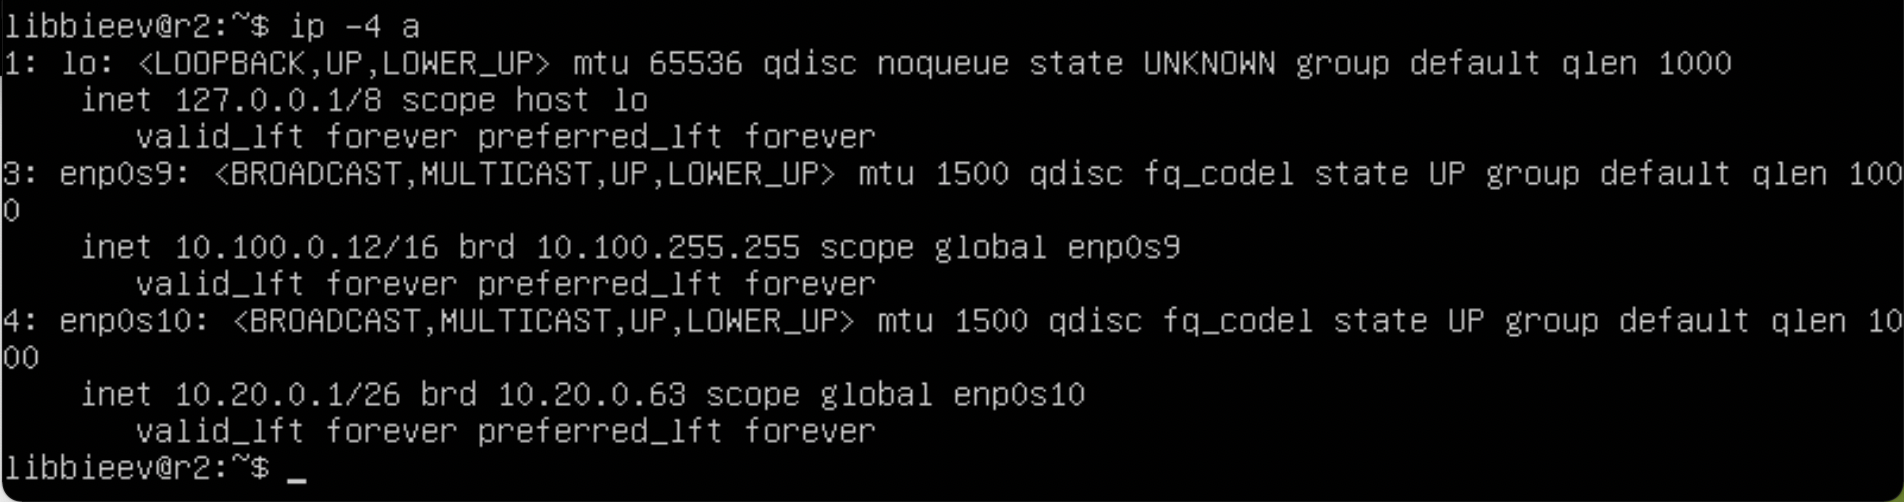 libbieev@r2:~$ ip -4 a
1: lo: <LOOPBACK,UP,LOWER_UP> mtu 65536 qdisc noqueue state UNKNOWN group default qlen 1000
    inet 127.0.0.1/8 scope host lo
       valid_lft forever preferred_lft forever
3: enp0s9: <BROADCAST,MULTICAST,UP,LOWER_UP> mtu 1500 qdisc fq_codel state UP group default qlen 100
0
    inet 10.100.0.12/16 brd 10.100.255.255 scope global enp0s9
       valid_lft forever preferred_lft forever
4: enp0s10: <BROADCAST,MULTICAST,UP,LOWER_UP> mtu 1500 qdisc fq_codel state UP group default qlen 10
00
    inet 10.20.0.1/26 brd 10.20.0.63 scope global enp0s10
       valid_lft forever preferred_lft forever
libbieev@r2:~$ _